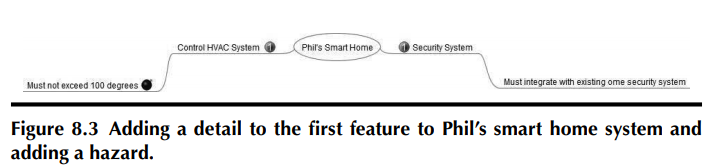 Control HVAC System Phil's Smart Home Security System
Must not exceed 100 degrees Must integrate with existing ome security system
Figure 8.3 Adding a detail to the first feature to Phil's smart home system and
adding a hazard.